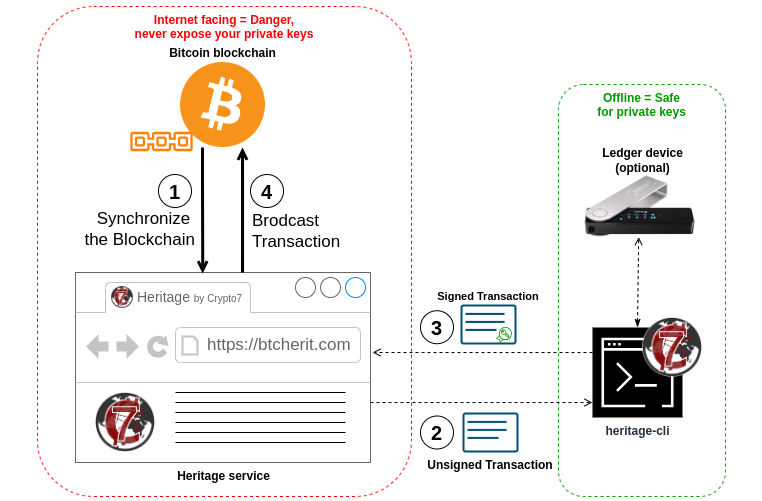 Internet facing = Danger,
never expose your private keys
Bitcoin blockchain
1
Synchronize
the Blockchain
4
Brodcast
Transaction
Heritage by Crypto7
https://btcherit.com
7
Heritage service
Offline = Safe
for private keys
Ledger device
(optional)
Signed Transaction
3
2
Unsigned Transaction
7
heritage-cli